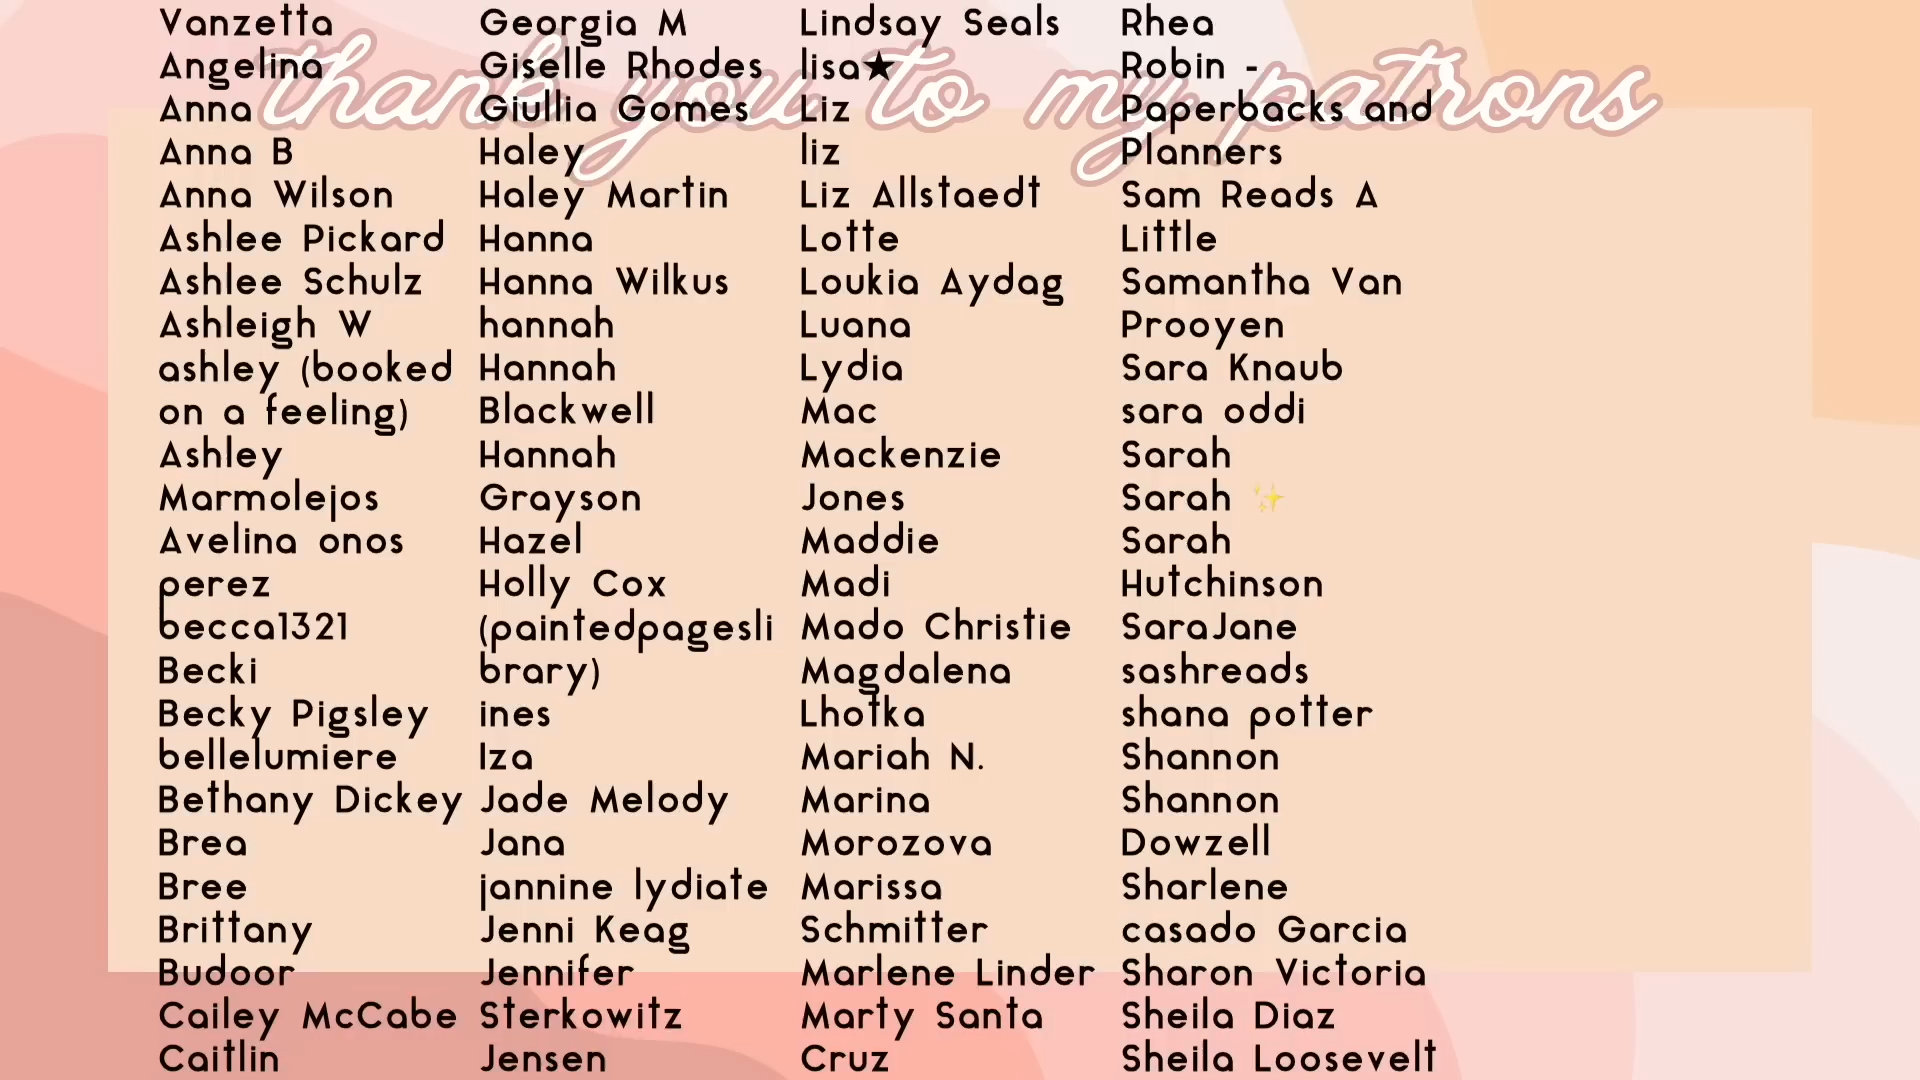 thank you to my patrons
Vanzetta
Angelina
Anna
Anna B
Anna Wilson
Ashlee Pickard
Ashlee Schulz
Ashleigh W
ashley (booked
on a feeling)
Ashley
Marmolejos
Avelina onos
perez
becca1321
Becki
Becky Pigsley
bellelumiere
Bethany Dickey
Brea
Bree
Brittany
Budoor
Cailey McCabe
Caitlin
Georgia M
Giselle Rhodes
Giullia Gomes
Haley
Haley Martin
Hanna
Hanna Wilkus
hannah
Hannah
Blackwell
Hannah
Grayson
Hazel
Holly Cox
(paintedpagesli
brary)
ines
Iza
Jade Melody
Jana
jannine lydiate
Jenni Keag
Jennifer
Sterkowitz
Jensen
Lindsay Seals
lisa★
Liz
liz
Liz Allstaedt
Lotte
Loukia Aydag
Luana
Lydia
Mac
Mackenzie
Jones
Maddie
Madi
Mado Christie
Magdalena
Lhotka
Mariah N.
Marina
Morozova
Marissa
Schmitter
Marlene Linder
Marty Santa
Cruz
Rhea
Robin -
Paperbacks and
Planners
Sam Reads A
Little
Samantha Van
Prooyen
Sara Knaub
sara oddi
Sarah
Sarah ✨
Sarah
Hutchinson
SaraJane
sashreads
shana potter
Shannon
Shannon
Dowzell
Sharlene
casado Garcia
Sharon Victoria
Sheila Diaz
Sheila Loosevelt